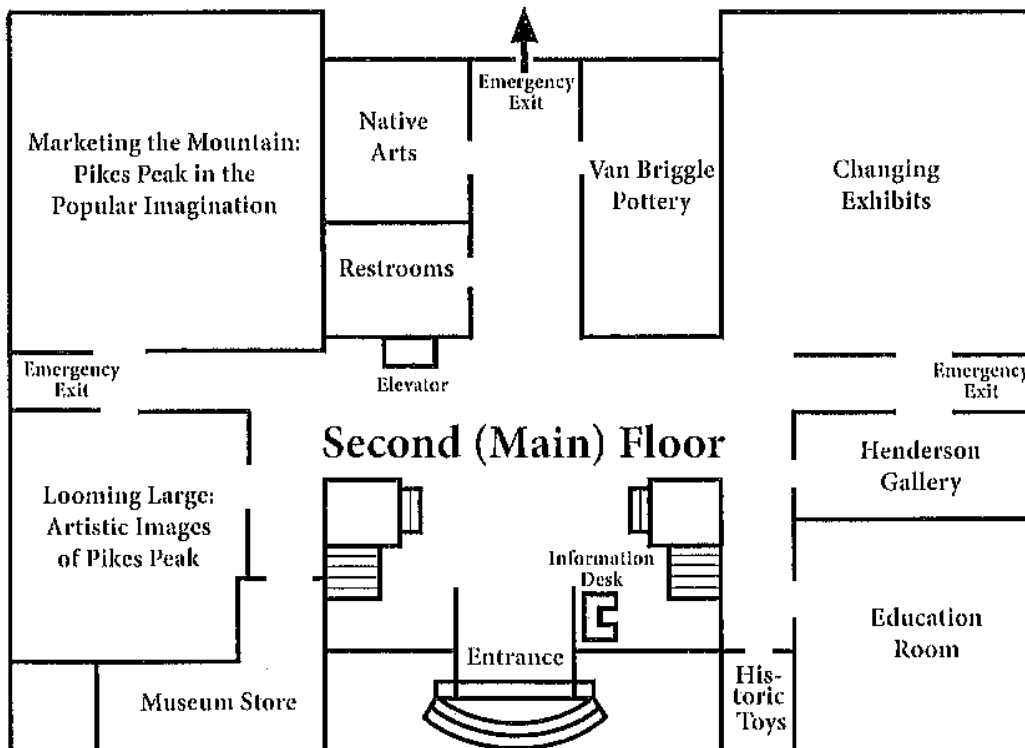 Emergency
Exit
Marketing the Mountain:
Pikes Peak in the
Popular Imagination
Native
Arts
Van Briggle
Pottery
Changing
Exhibits
Restrooms
Emergency
Exit
Elevator
Emergency
Exit
Second (Main) Floor
Henderson
Gallery
Looming Large:
Artistic Images
of Pikes Peak
Information
Desk
Education
Room
Entrance
Museum Store
His-
toric
Toys